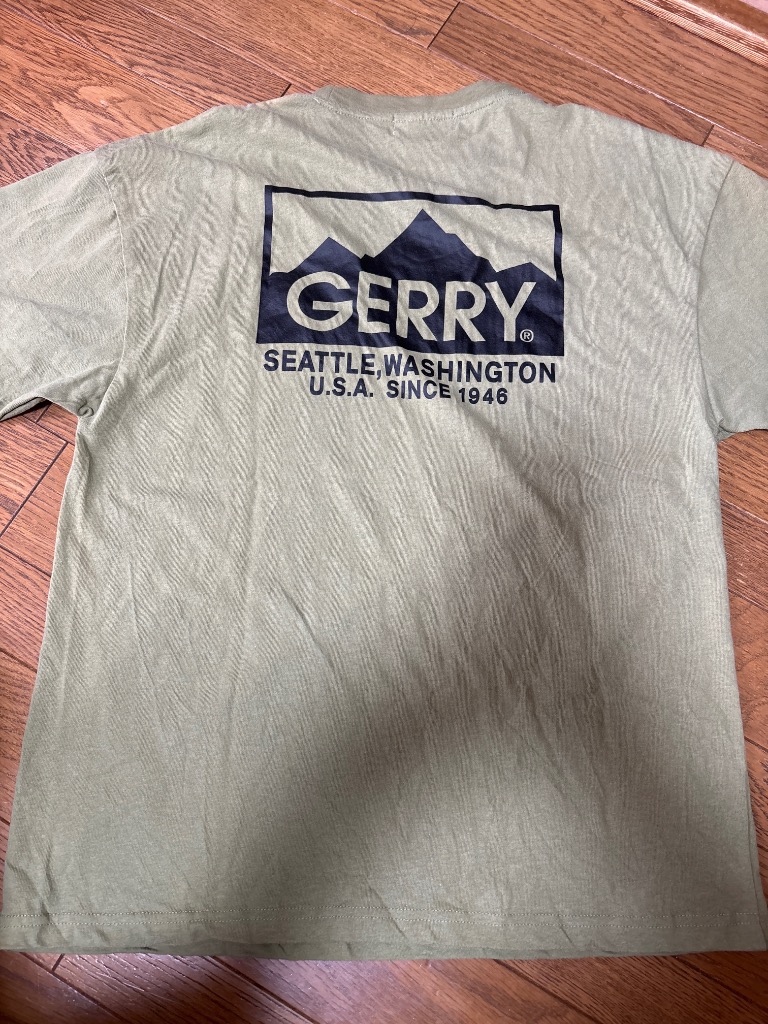 GERRY®
SEATTLE, WASHINGTON
U.S.A. SINCE 1946